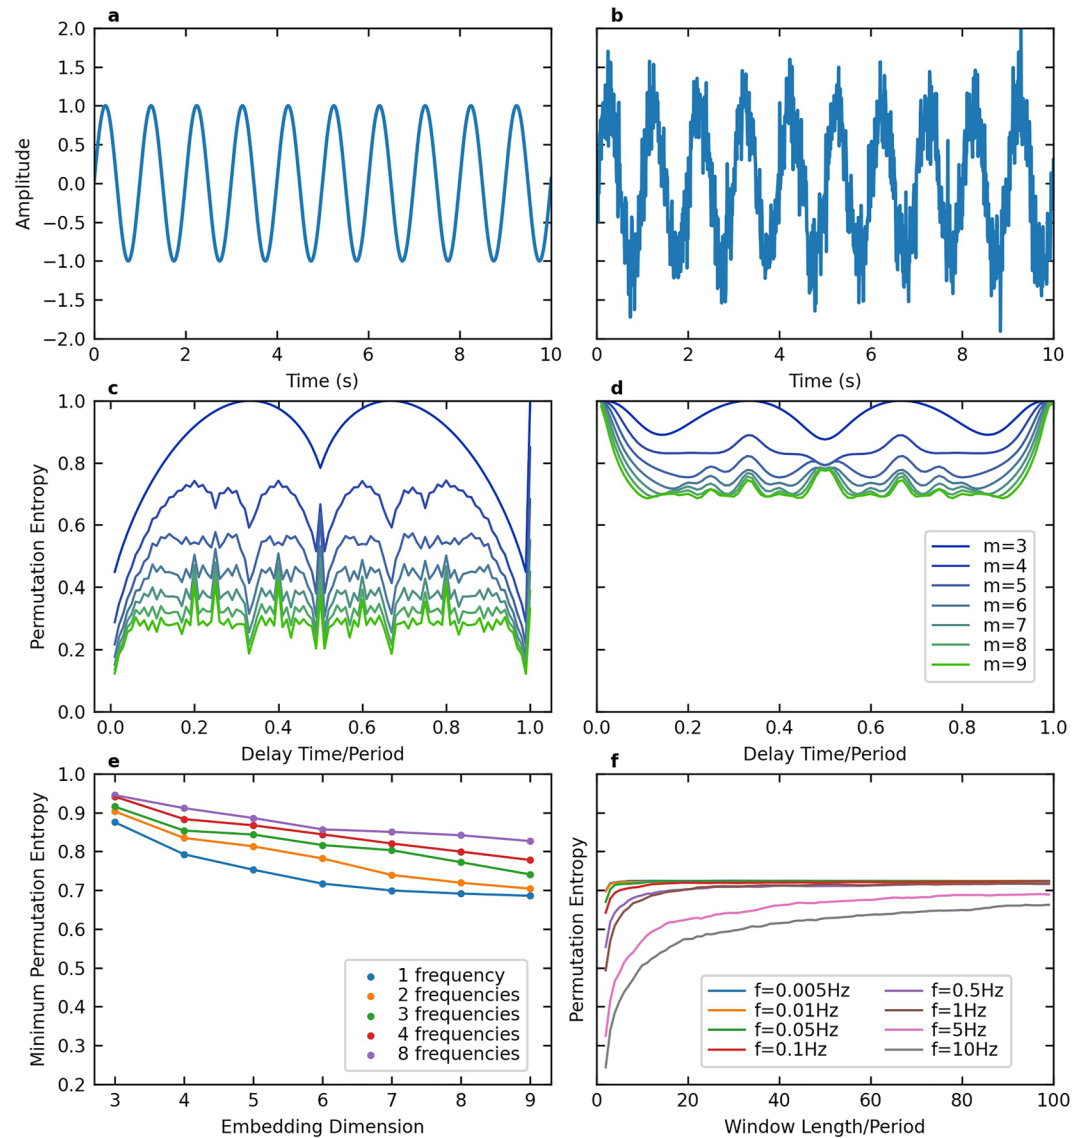 a
b
2.0
1.5
1.0
0.5
0.0
−0.5
−1.0
−1.5
−2.0
Amplitude
0 2 4 6 8 10
0 2 4 6 8 10
Time (s)
Time (s)
c
d
1.0
0.8
0.6
0.4
0.2
0.0
Permutation Entropy
m=3
m=4
m=5
m=6
m=7
m=8
m=9
0.0 0.2 0.4 0.6 0.8 1.0
0.0 0.2 0.4 0.6 0.8 1.0
Delay Time/Period
Delay Time/Period
e
f
1.0
0.9
0.8
0.7
0.6
0.5
0.4
0.3
0.2
Minimum Permutation Entropy
1 frequency
2 frequencies
3 frequencies
4 frequencies
8 frequencies
3 4 5 6 7 8 9
Embedding Dimension
Permutation Entropy
f=0.005Hz
f=0.01Hz
f=0.05Hz
f=0.1Hz
f=0.5Hz
f=1Hz
f=5Hz
f=10Hz
0 20 40 60 80 100
Window Length/Period